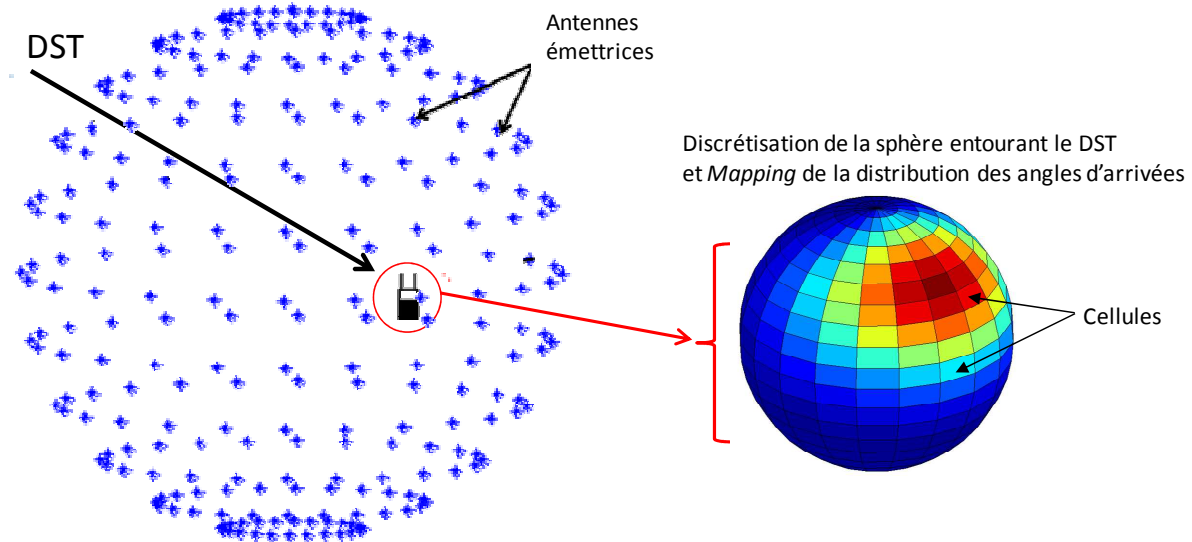 DST
Antennes
émettrices
Discrétisation de la sphère entourant le DST
et Mapping de la distribution des angles d’arrivées
Cellules